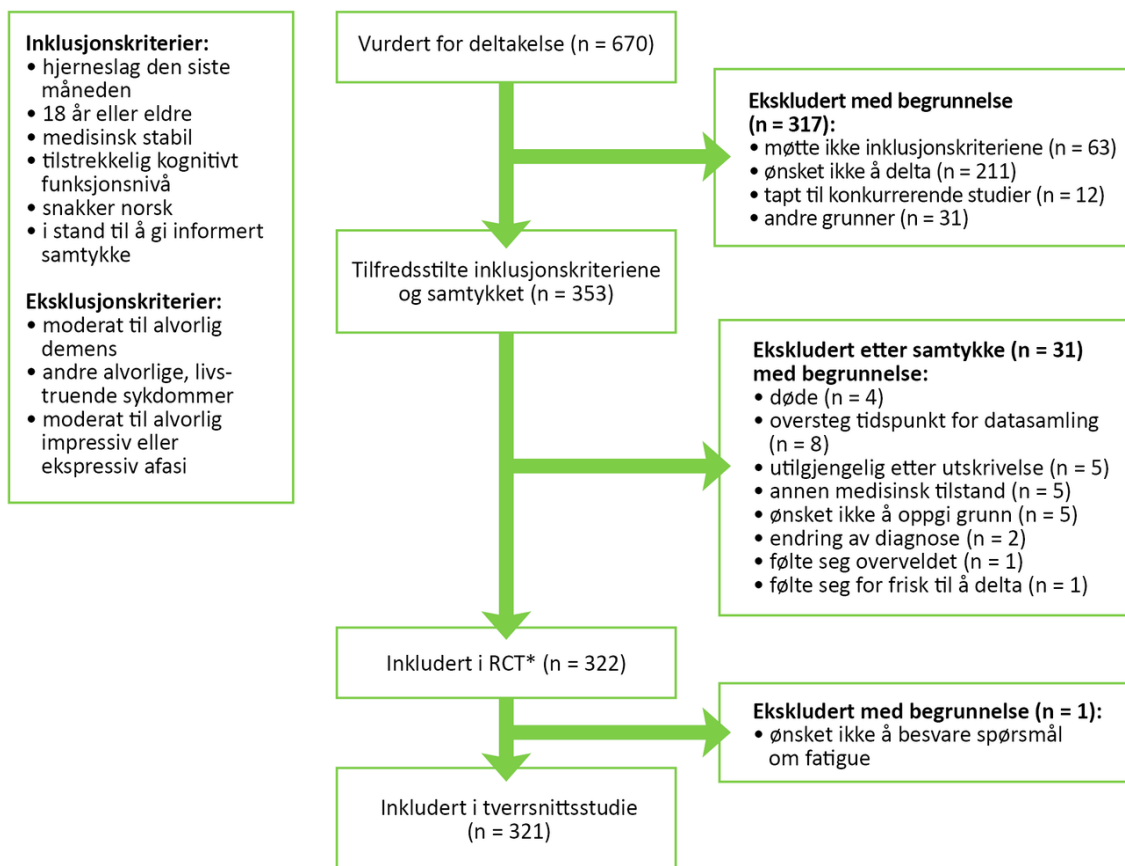 Inklusjonskriterier:
• hjerneslag den siste
måneden
• 18 år eller eldre
• medisinsk stabil
• tilstrekkelig kognitivt
funksjonsnivå
• snakker norsk
• i stand til å gi informert
samtykke
Eksklusjonskriterier:
• moderat til alvorlig
demens
• andre alvorlige, livs-
truende sykdommer
• moderat til alvorlig
impressiv eller
ekspressiv afasi
Vurdert for deltakelse (n = 670)
Ekskludert med begrunnelse
(n = 317):
• møtte ikke inklusjonskriteriene (n = 63)
• ønsket ikke å delta (n = 211)
• tapt til konkurrerende studier (n = 12)
• andre grunner (n = 31)
Tilfredsstilte inklusjonskriteriene
og samtykket (n = 353)
Ekskludert etter samtykke (n = 31)
med begrunnelse:
• døde (n = 4)
• oversteg tidspunkt for datasamling
(n = 8)
• utilgjengelig etter utskrivelse (n = 5)
• annen medisinsk tilstand (n = 5)
• ønsket ikke å oppgi grunn (n = 5)
• endring av diagnose (n = 2)
• følte seg overveldet (n = 1)
• følte seg for frisk til å delta (n = 1)
Inkludert i RCT* (n = 322)
Ekskludert med begrunnelse (n = 1):
• ønsket ikke å besvare spørsmål
om fatigue
Inkludert i tverrsnittsstudie
(n = 321)